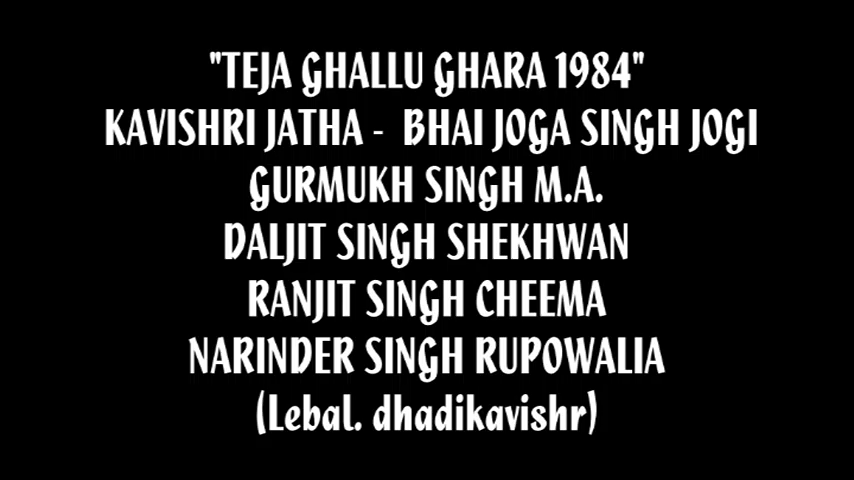 "TEJA GHALLU GHARA 1984"
KAVISHRI JATHA -  BHAI JOGA SINGH JOGI
GURMUKH SINGH M.A.
DALJIT SINGH SHEKHWAN
RANJIT SINGH CHEEMA
NARINDER SINGH RUPOWALIA
(Lebal. dhadikavishr)